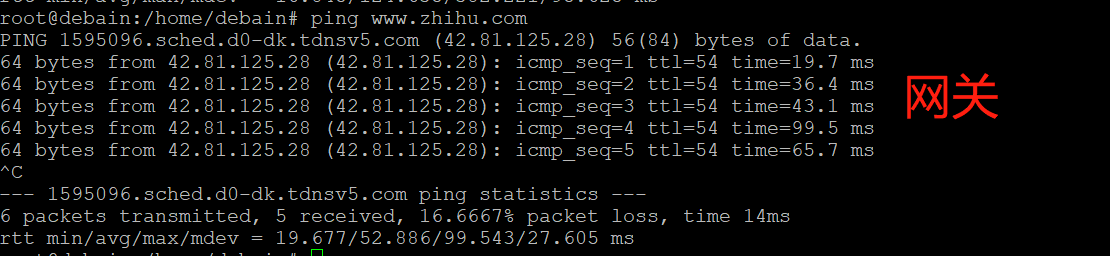 root@debain:/home/debain# ping www.zhihu.com
PING 1595096.sched.d0-dk.tdnsv5.com (42.81.125.28) 56(84) bytes of data.
64 bytes from 42.81.125.28 (42.81.125.28): icmp_seq=1 ttl=54 time=19.7 ms
64 bytes from 42.81.125.28 (42.81.125.28): icmp_seq=2 ttl=54 time=36.4 ms
网关
64 bytes from 42.81.125.28 (42.81.125.28): icmp_seq=3 ttl=54 time=43.1 ms
64 bytes from 42.81.125.28 (42.81.125.28): icmp_seq=4 ttl=54 time=99.5 ms
64 bytes from 42.81.125.28 (42.81.125.28): icmp_seq=5 ttl=54 time=65.7 ms
^C
--- 1595096.sched.d0-dk.tdnsv5.com ping statistics ---
6 packets transmitted, 5 received, 16.6667% packet loss, time 14ms
rtt min/avg/max/mdev = 19.677/52.886/99.543/27.605 ms